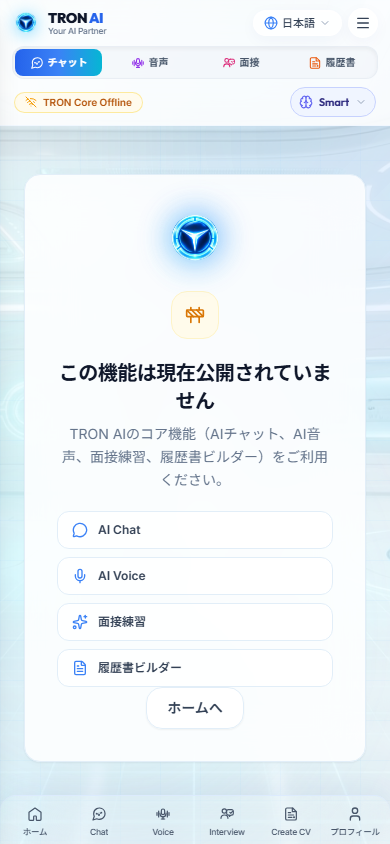 TRON AI
Your AI Partner
日本語
チャット
音声
面接
履歴書
TRON Core Offline
Smart
この機能は現在公開されていま
せん
TRON AIのコア機能（AIチャット、AI音
声、面接練習、履歴書ビルダー）をご利用
ください。
AI Chat
AI Voice
面接練習
履歴書ビルダー
ホームへ
ホーム
Chat
Voice
Interview
Create CV
プロフィール